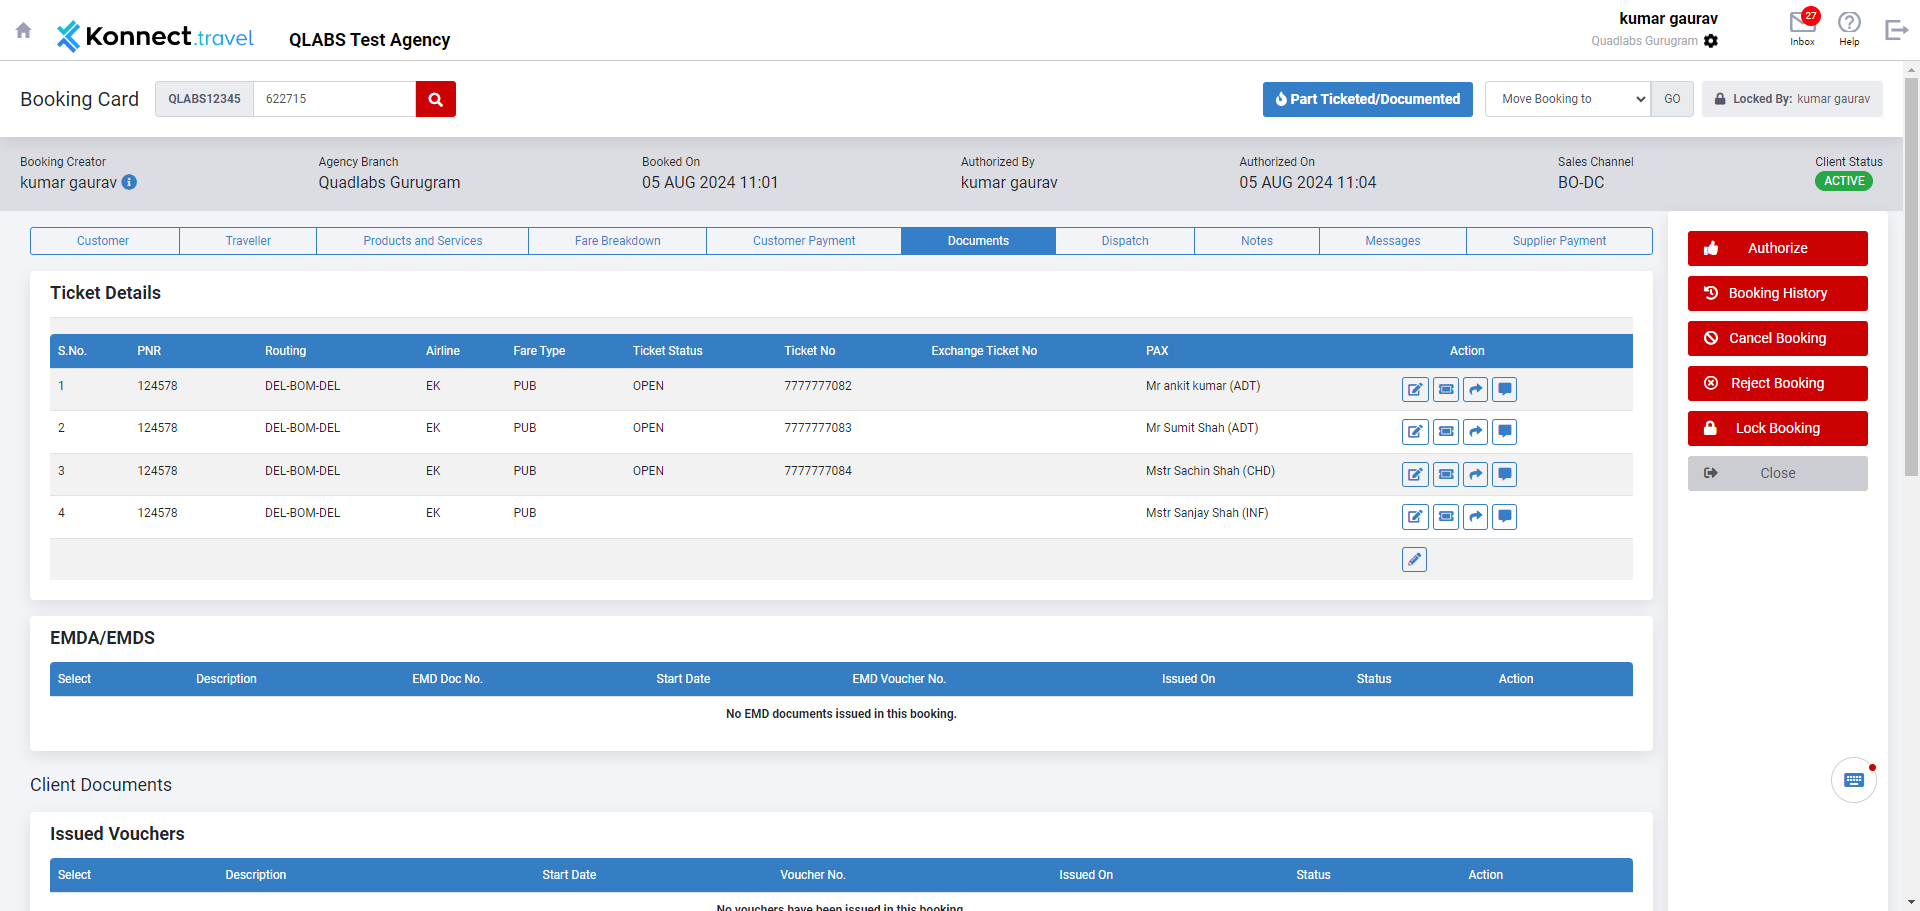 Konnect.travel QLABS Test Agency kumar gaurav
Quadlabs Gurugram
27
Inbox Help
Booking Card QLABS12345 622715 Part Ticketed/Documented Move Booking to GO Locked By: kumar gaurav
Booking Creator Agency Branch Booked On Authorized By Authorized On Sales Channel Client Status
kumar gaurav Quadlabs Gurugram 05 AUG 2024 11:01 kumar gaurav 05 AUG 2024 11:04 BO-DC ACTIVE
Customer Traveller Products and Services Fare Breakdown Customer Payment Documents Dispatch Notes Messages Supplier Payment
Authorize
Booking History
Cancel Booking
Reject Booking
Lock Booking
Close
Ticket Details
S.No. PNR Routing Airline Fare Type Ticket Status Ticket No Exchange Ticket No PAX Action
1 124578 DEL-BOM-DEL EK PUB OPEN 7777777082 Mr ankit kumar (ADT)
2 124578 DEL-BOM-DEL EK PUB OPEN 7777777083 Mr Sumit Shah (ADT)
3 124578 DEL-BOM-DEL EK PUB OPEN 7777777084 Mstr Sachin Shah (CHD)
4 124578 DEL-BOM-DEL EK PUB Mstr Sanjay Shah (INF)
EMDA/EMDS
Select Description EMD Doc No. Start Date EMD Voucher No. Issued On Status Action
No EMD documents issued in this booking.
Client Documents
Issued Vouchers
Select Description Start Date Voucher No. Issued On Status Action
No vouchers have been issued in this booking